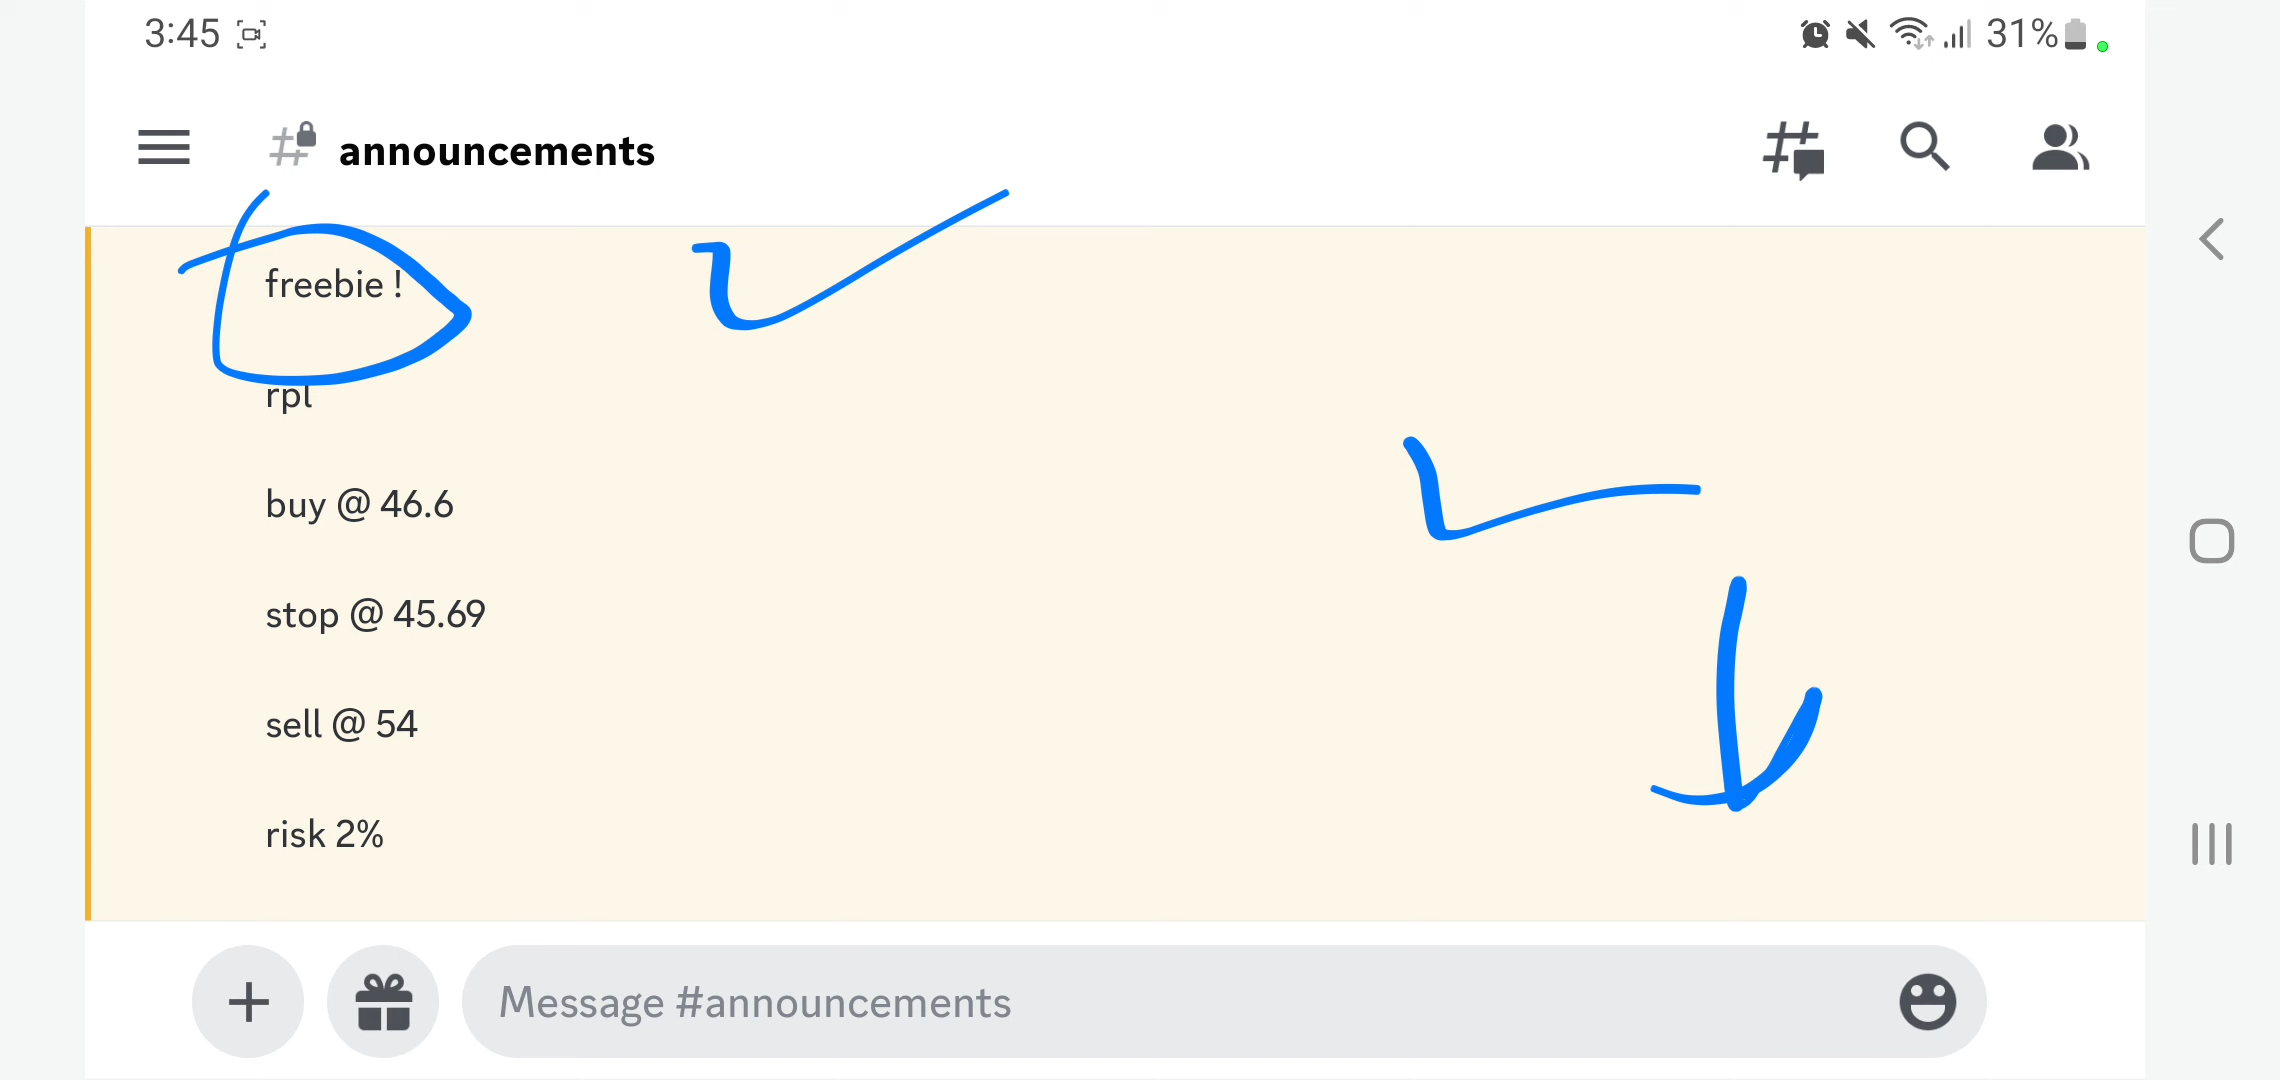 3:45
31%
announcements
freebie !
rpl
buy @ 46.6
stop @ 45.69
sell @ 54
risk 2%
Message #announcements